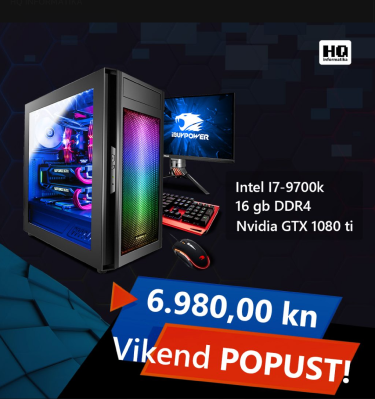 HQ
informatika
iBUYPOWER
Intel I7-9700k
16 gb DDR4
Nvidia GTX 1080 ti
6.980,00 kn
Vikend POPUST!